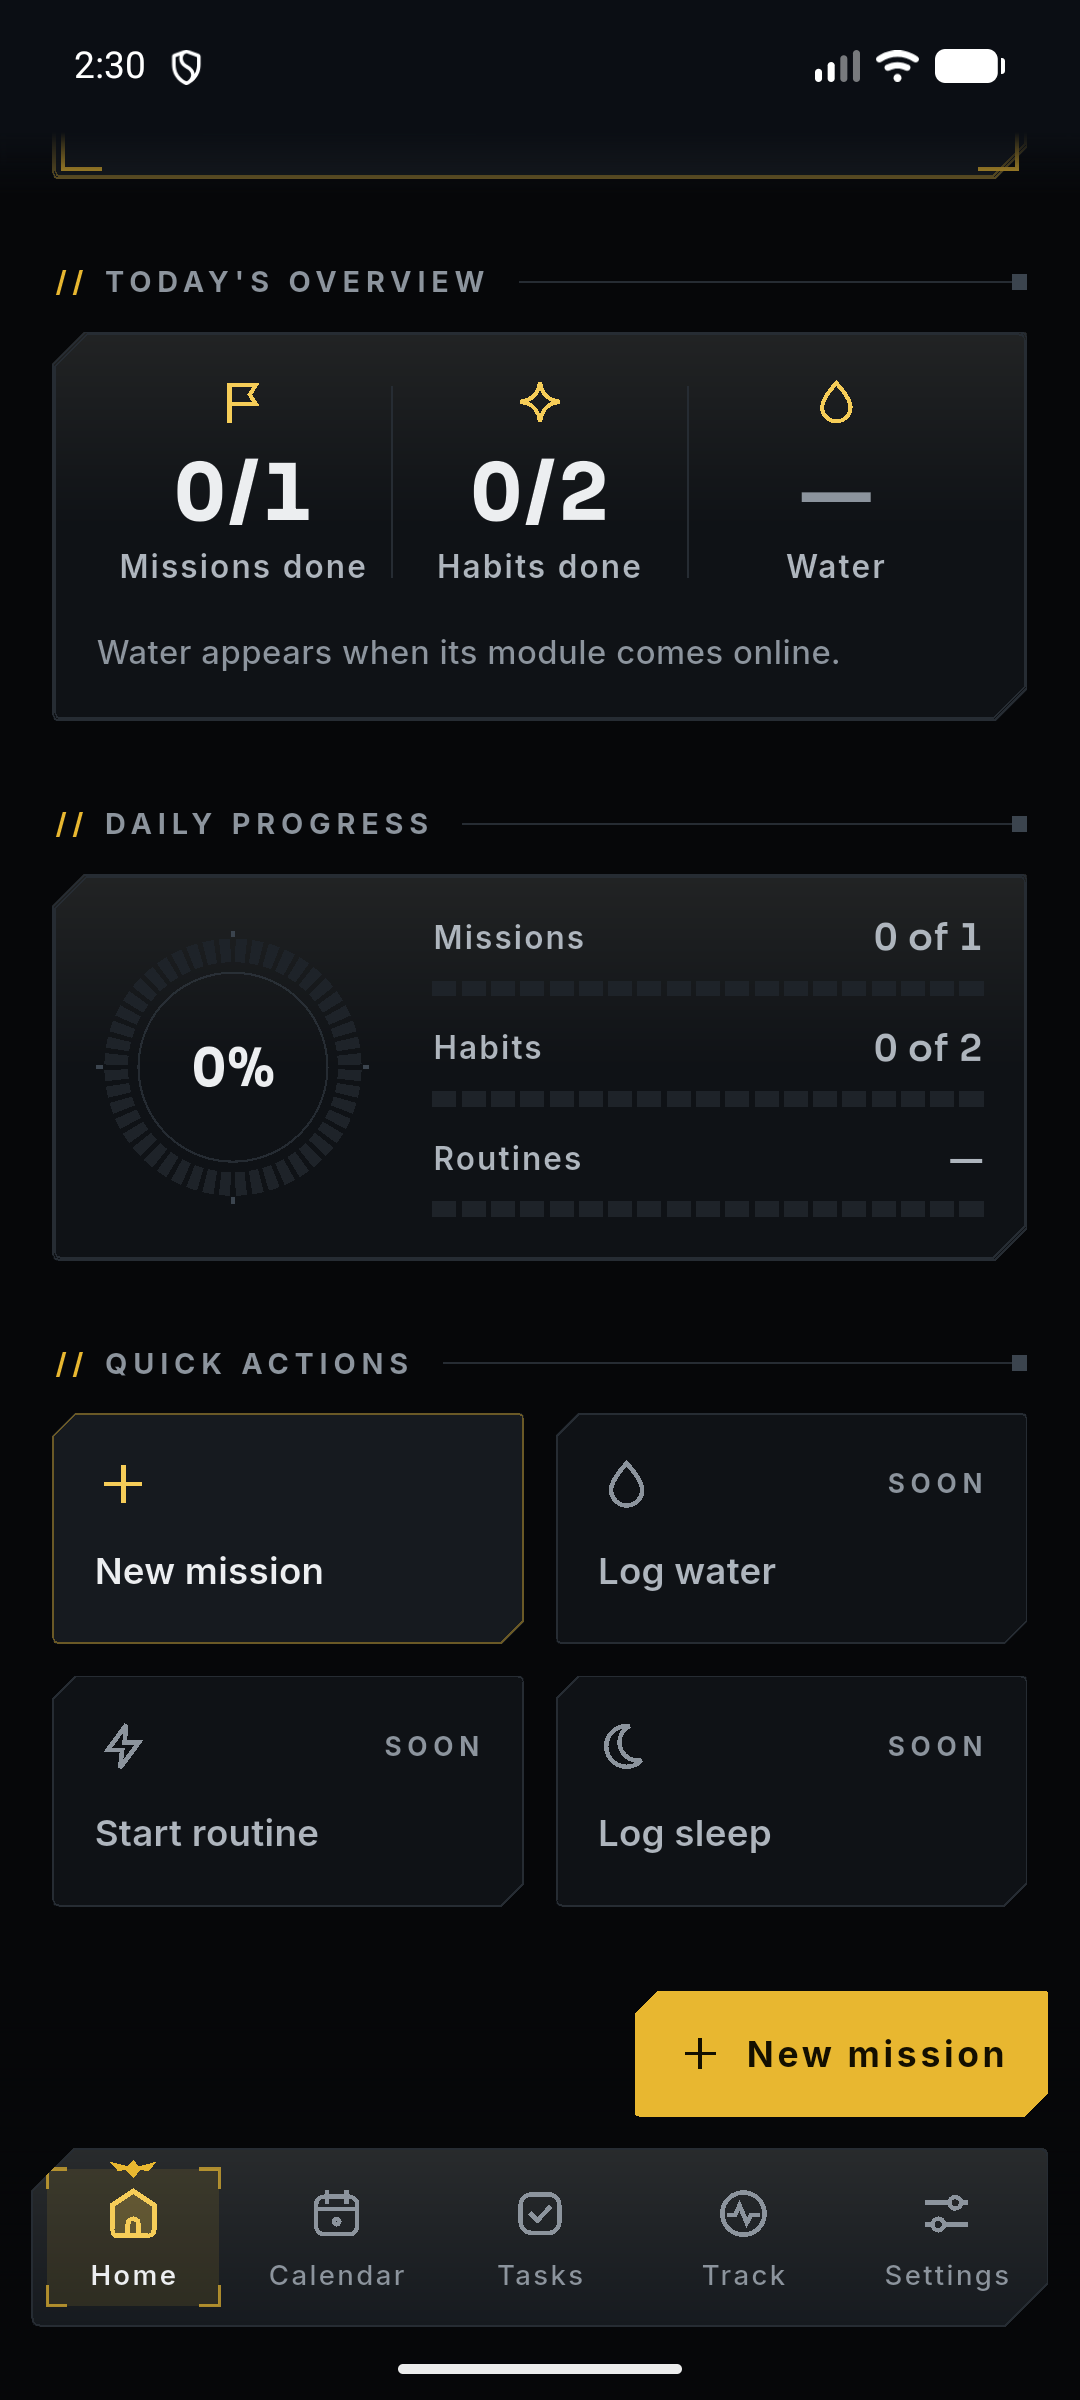 2:30
// TODAY'S OVERVIEW
0/1
Missions done
0/2
Habits done
—
Water
Water appears when its module comes online.
// DAILY PROGRESS
0%
Missions 0 of 1
Habits 0 of 2
Routines —
// QUICK ACTIONS
New mission
SOON
Log water
SOON
Start routine
SOON
Log sleep
+ New mission
Home
Calendar
Tasks
Track
Settings